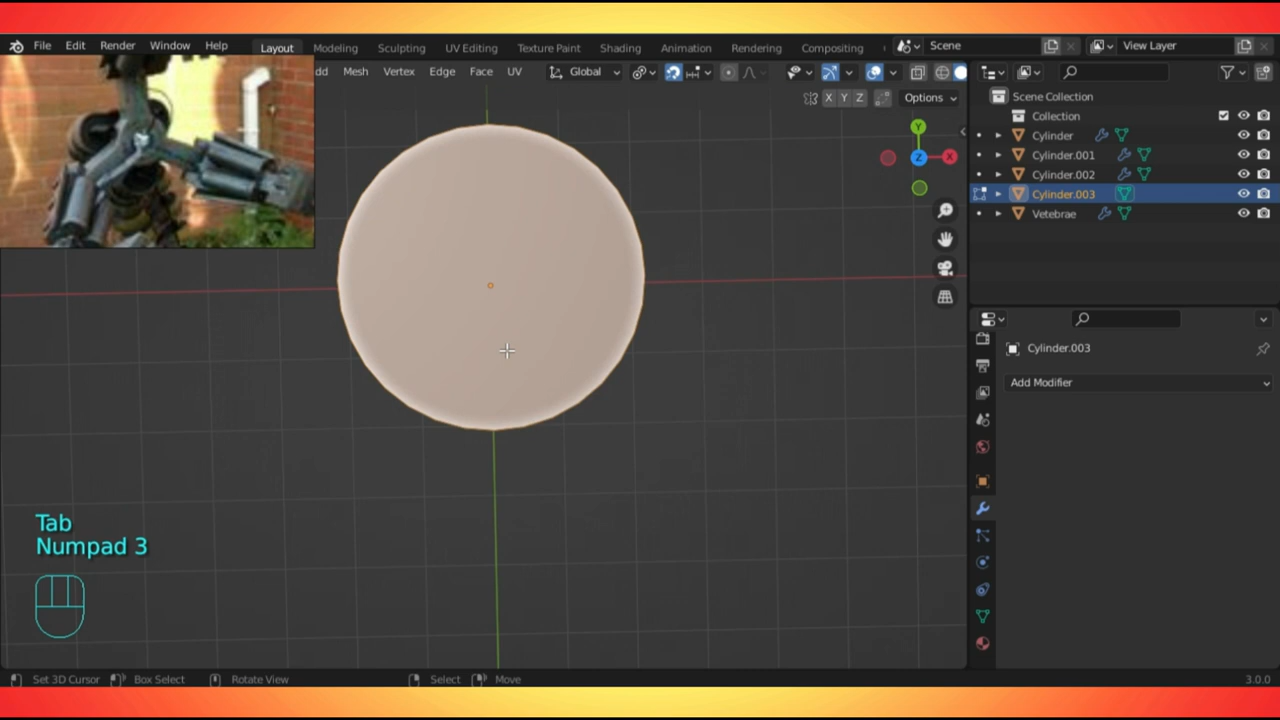 File Edit Render Window Help Layout Modeling Sculpting UV Editing Texture Paint Shading Animation Rendering Compositing Scene View Layer
dd Mesh Vertex Edge Face UV Global
X Y Z Options
Scene Collection
Collection
Cylinder
Cylinder.001
Cylinder.002
Cylinder.003
Vetebrae
Y
Z X
Cylinder.003
Add Modifier
Tab
Numpad 3
Set 3D Cursor Box Select Rotate View Select Move 3.0.0